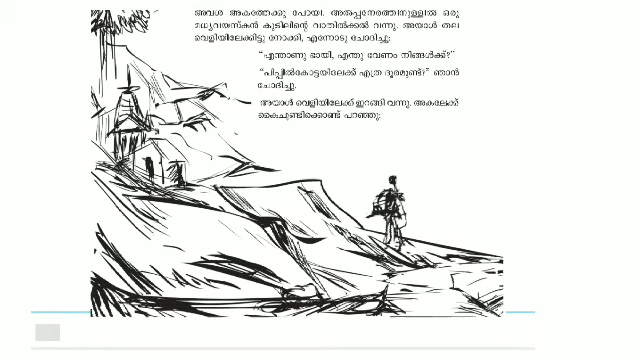 അവൾ അകത്തേക്കു പോയി. അരുപ്പനേരത്തിനുള്ളിൽ ഒരു
മധ്യവയസ്കൻ കുടിലിന്റെ വാതിൽക്കൽ വന്നു. അയാൾ തല
വെളിയിലേക്കിട്ടു നോക്കി, എന്നോടു ചോദിച്ചു:
“എന്താണു ഭായി, എന്തു വേണം നിങ്ങൾക്ക്?”
“പിപ്പിൽകോട്ടയിലേക്ക് എത്ര ദൂരമുണ്ട്?” ഞാൻ
ചോദിച്ചു.
അയാൾ വെളിയിലേക്ക് ഇറങ്ങി വന്നു. അകലേക്ക്
കൈചൂണ്ടിക്കൊണ്ട് പറഞ്ഞു: